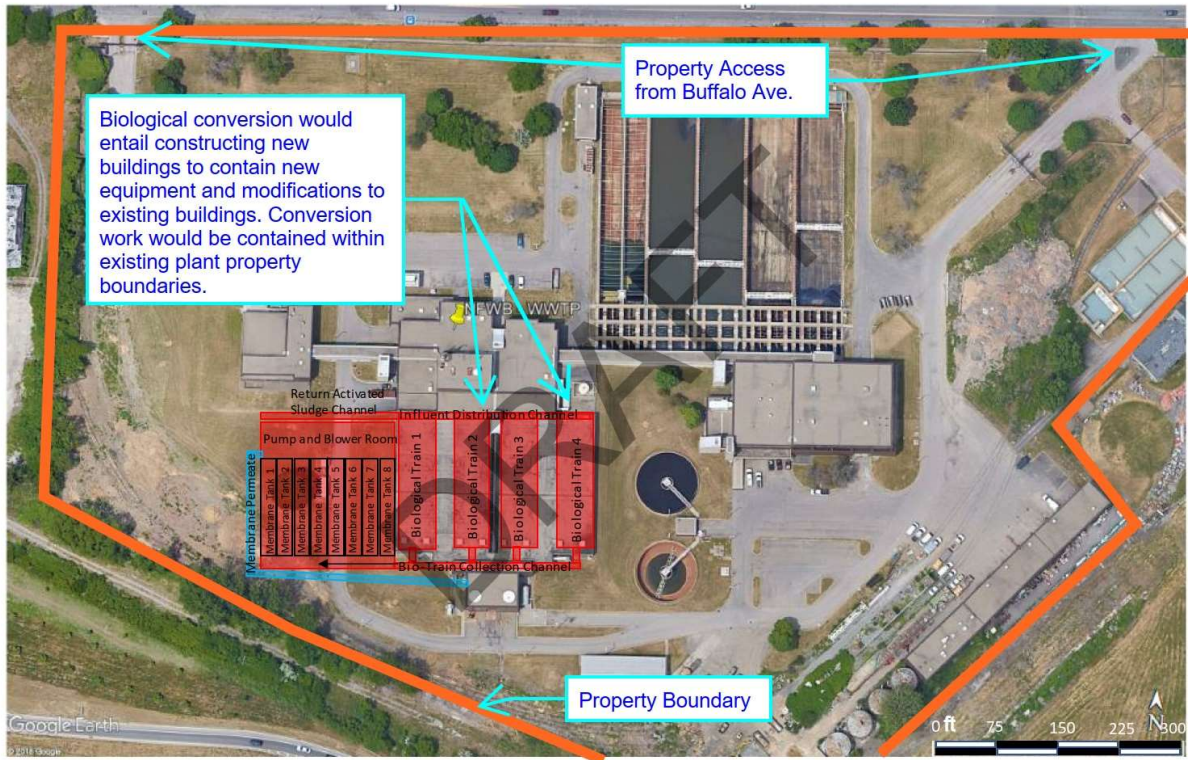 Property Access
from Buffalo Ave.
Biological conversion would
entail constructing new
buildings to contain new
equipment and modifications to
existing buildings. Conversion
work would be contained within
existing plant property
boundaries.
NFWB - WWTP
DRAFT
Return Activated
Sludge Channel
Influent Distribution Channel
Pump and Blower Room
Membrane Permeate
Membrane Tank 1
Membrane Tank 2
Membrane Tank 3
Membrane Tank 4
Membrane Tank 5
Membrane Tank 6
Membrane Tank 7
Membrane Tank 8
Biological Train 1
Biological Train 2
Biological Train 3
Biological Train 4
Bio-Train Collection Channel
Property Boundary
Google Earth
© 2018 Google
N
0 ft 75 150 225 300